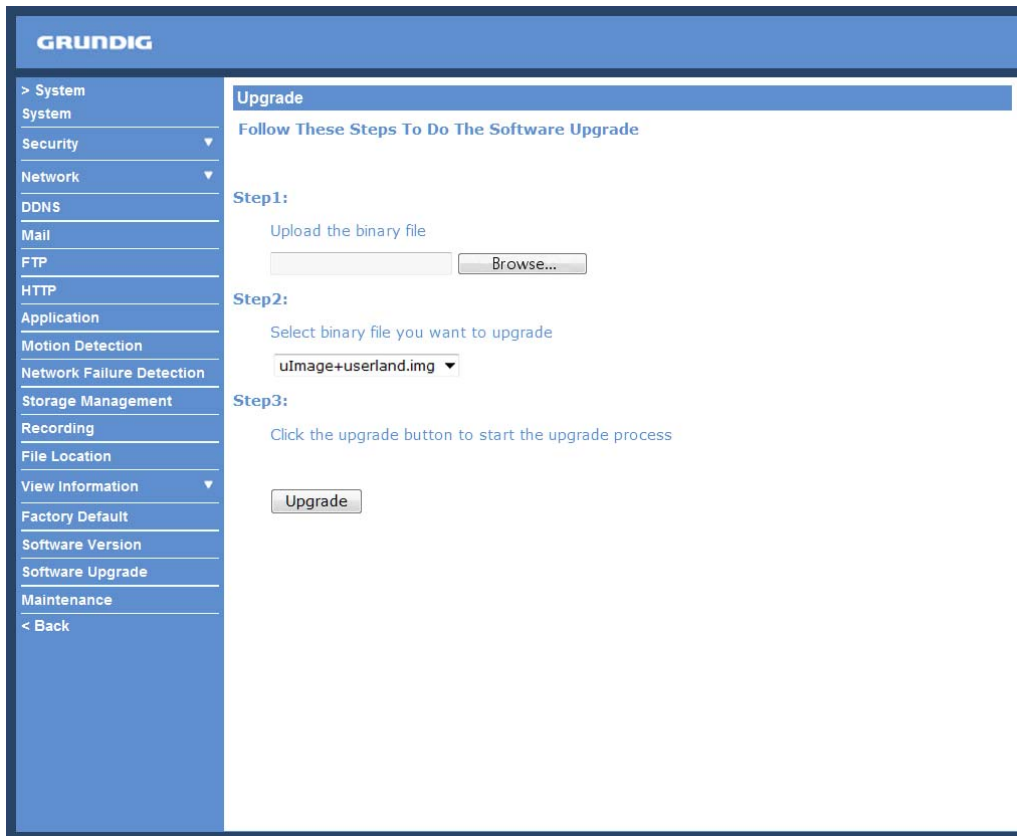 GRUNDIG
> System
System
Security
Network
DDNS
Mail
FTP
HTTP
Application
Motion Detection
Network Failure Detection
Storage Management
Recording
File Location
View Information
Factory Default
Software Version
Software Upgrade
Maintenance
< Back
Upgrade
Follow These Steps To Do The Software Upgrade
Step1:
Upload the binary file
Browse...
Step2:
Select binary file you want to upgrade
uImage+userland.img
Step3:
Click the upgrade button to start the upgrade process
Upgrade